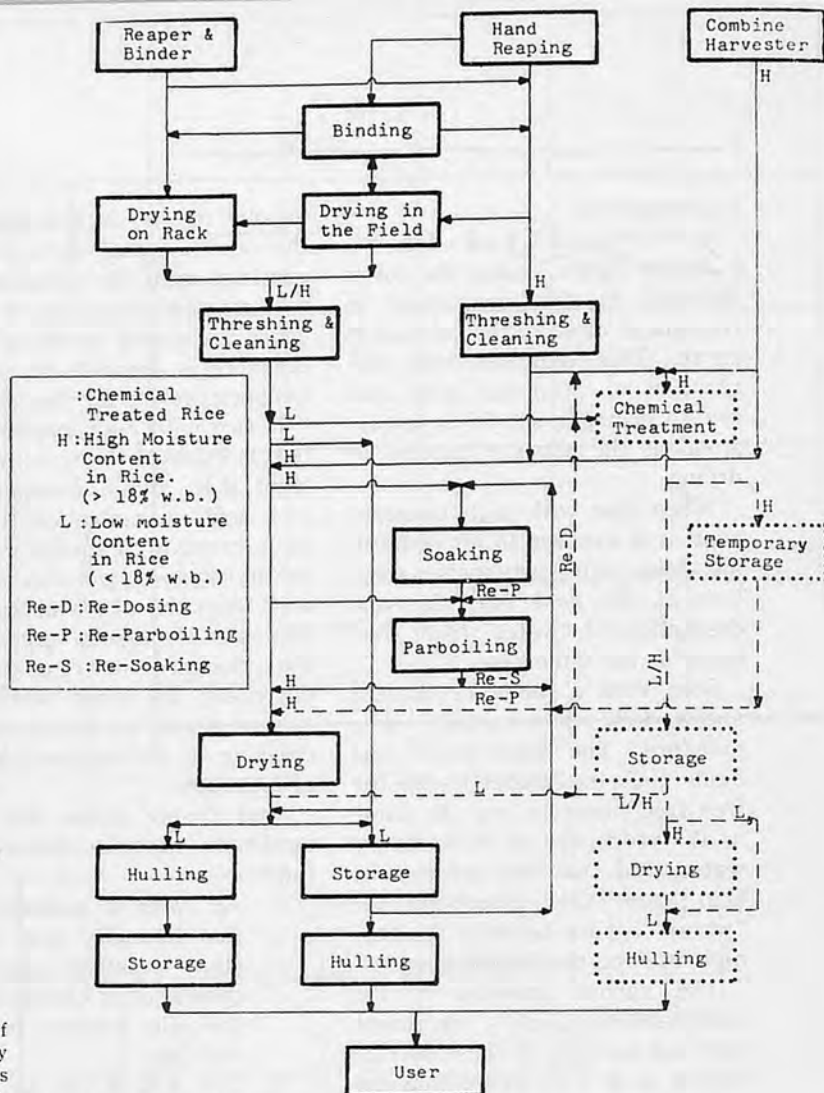 Reaper &
Binder
Hand
Reaping
Combine
Harvester
H
Binding
Drying
on Rack
Drying in
the Field
L/H
H
Threshing &
Cleaning
Threshing &
Cleaning
H
:Chemical
Treated Rice
H:High Moisture
Content
in Rice.
(> 18% w.b.)
L :Low moisture
Content
in Rice
(<18% w.b.)
Re-D: Re-Dosing
Re-P:Re-Parboiling
Re-S :Re-Soaking
L
L
H
H
Chemical
Treatment
H
Soaking
Temporary
Storage
Re-D
Re-P
Parboiling
L/H
Re-S
H
Re-P
H
Drying
Storage
L
L7H
L
L
H
L,
Hulling
Storage
Drying
L
Storage
Hulling
Hulling
User
of
y
s